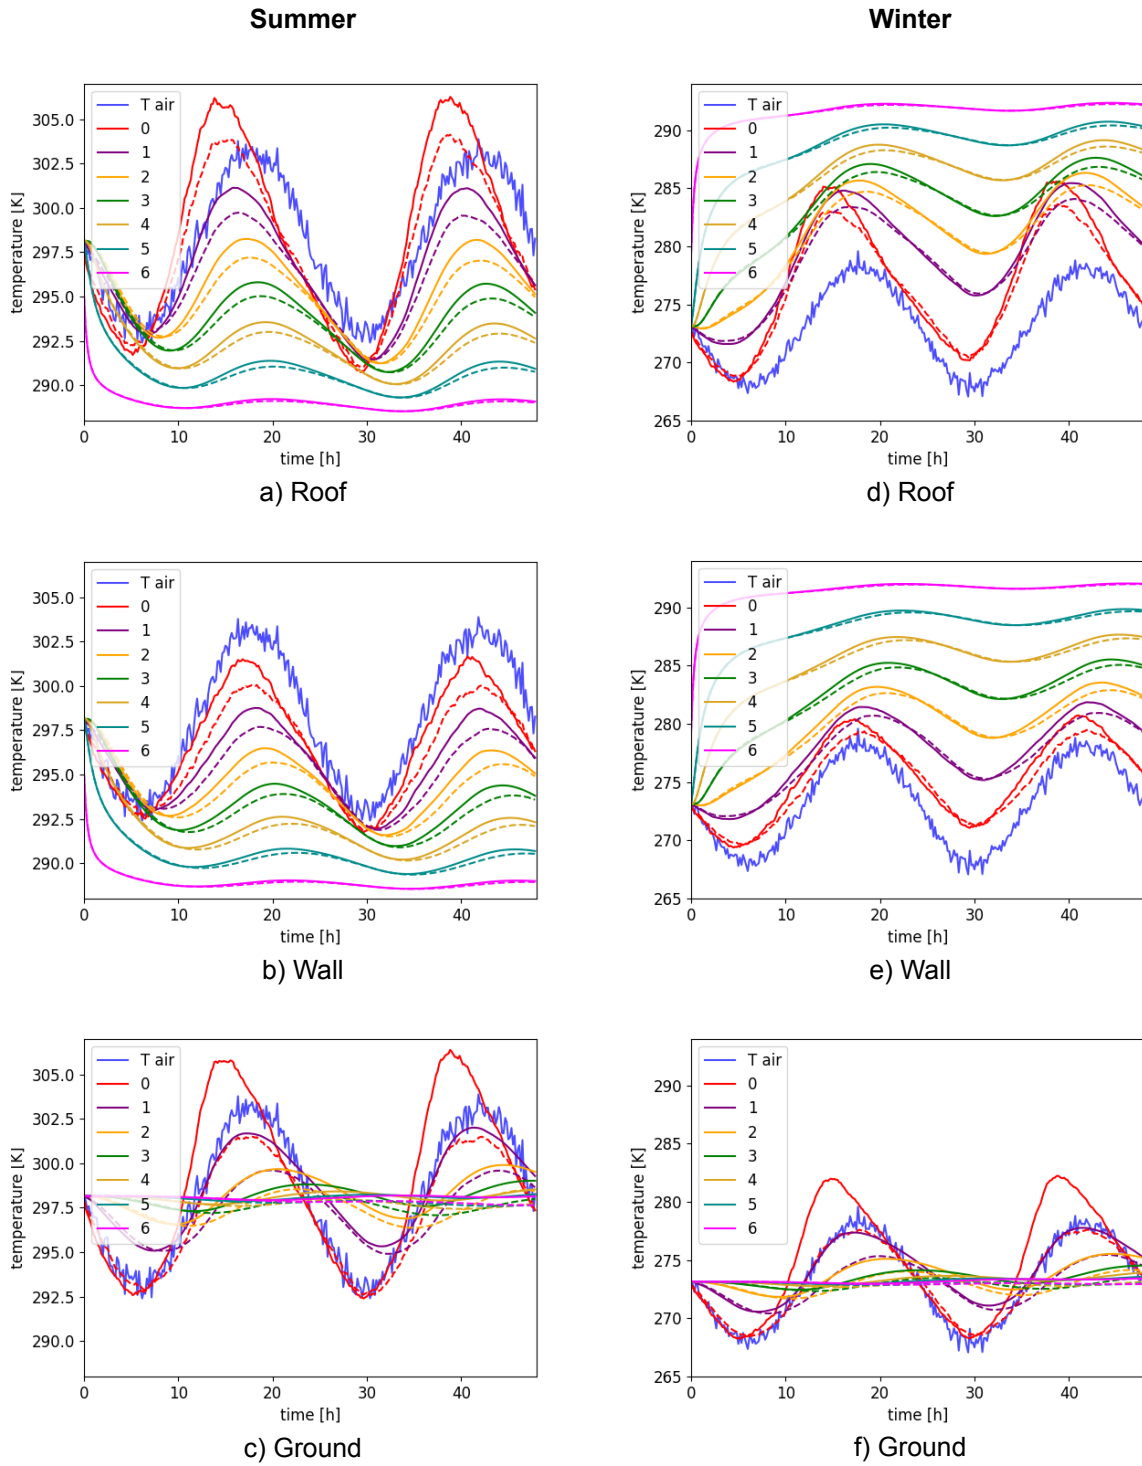 Summer
Winter
305.0
302.5
300.0
297.5
295.0
292.5
290.0
temperature [K]
T air
0
1
2
3
4
5
6
0 10 20 30 40
time [h]
a) Roof
290
285
280
275
270
265
temperature [K]
T air
0
1
2
3
4
5
6
0 10 20 30 40
time [h]
d) Roof
305.0
302.5
300.0
297.5
295.0
292.5
290.0
temperature [K]
T air
0
1
2
3
4
5
6
0 10 20 30 40
time [h]
b) Wall
290
285
280
275
270
265
temperature [K]
T air
0
1
2
3
4
5
6
0 10 20 30 40
time [h]
e) Wall
305.0
302.5
300.0
297.5
295.0
292.5
290.0
temperature [K]
T air
0
1
2
3
4
5
6
0 10 20 30 40
time [h]
c) Ground
290
285
280
275
270
265
temperature [K]
T air
0
1
2
3
4
5
6
0 10 20 30 40
time [h]
f) Ground